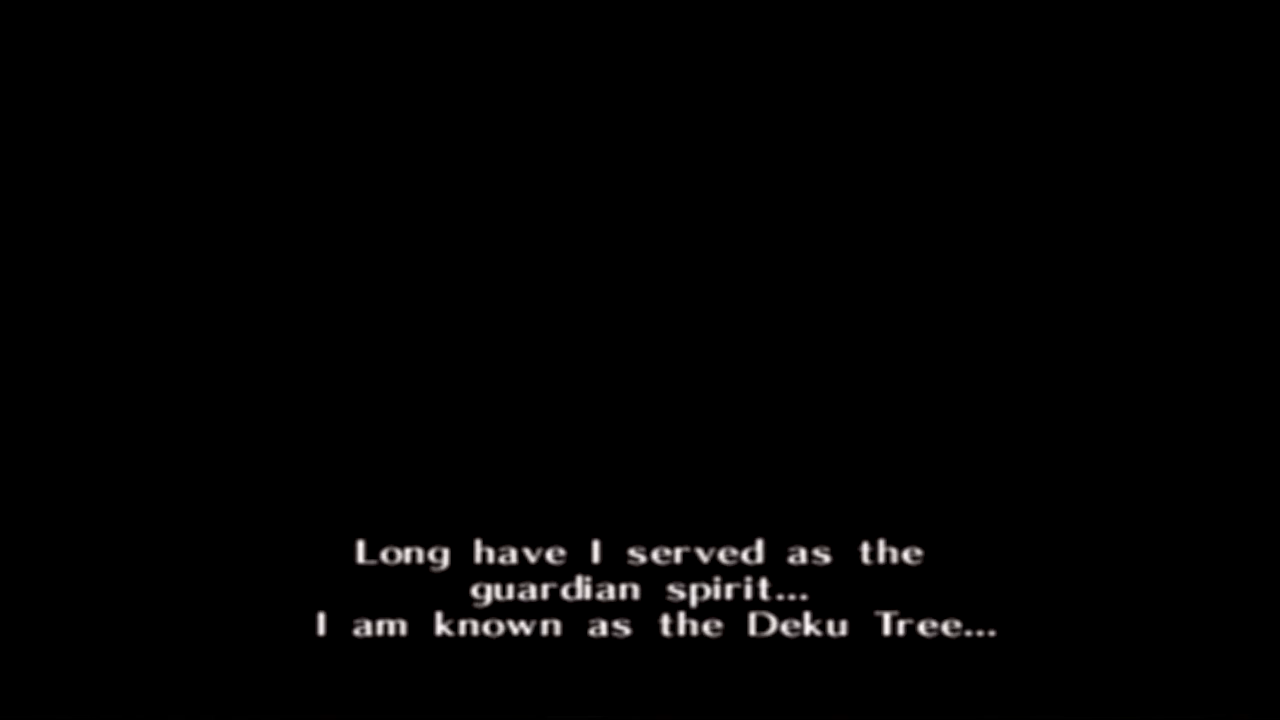 Long have I served as the
guardian spirit...
I am known as the Deku Tree...